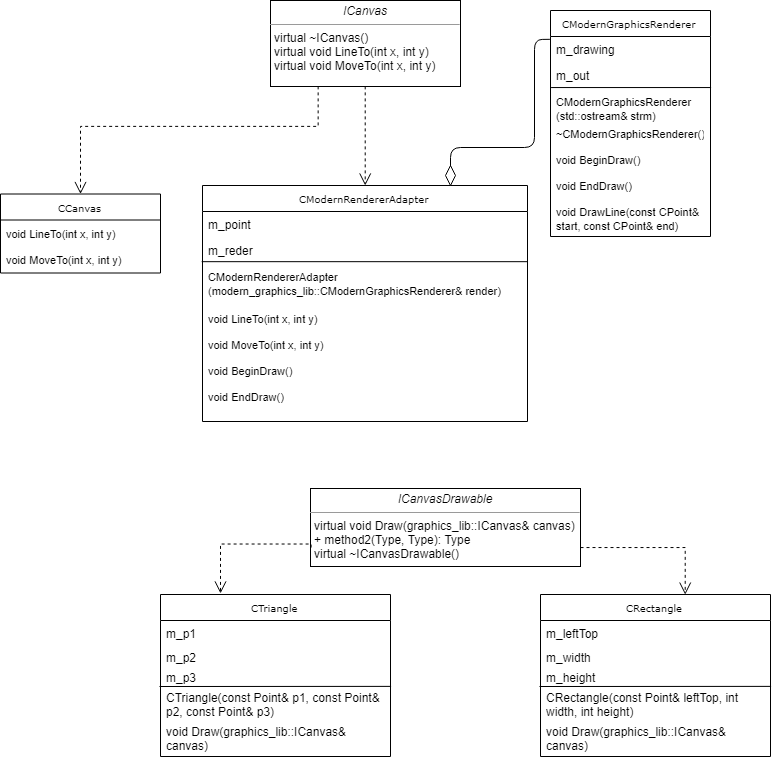 ICanvas
virtual ~ICanvas()
virtual void LineTo(int x, int y)
virtual void MoveTo(int x, int y)
CModernGraphicsRenderer
m_drawing
m_out
CModernGraphicsRenderer
(std::ostream& strm)
~CModernGraphicsRenderer()
void BeginDraw()
void EndDraw()
void DrawLine(const CPoint&
start, const CPoint& end)
CCanvas
void LineTo(int x, int y)
void MoveTo(int x, int y)
CModernRendererAdapter
m_point
m_reder
CModernRendererAdapter
(modern_graphics_lib::CModernGraphicsRenderer& render)
void LineTo(int x, int y)
void MoveTo(int x, int y)
void BeginDraw()
void EndDraw()
ICanvasDrawable
virtual void Draw(graphics_lib::ICanvas& canvas)
+ method2(Type, Type): Type
virtual ~ICanvasDrawable()
CTriangle
m_p1
m_p2
m_p3
CTriangle(const Point& p1, const Point&
p2, const Point& p3)
void Draw(graphics_lib::ICanvas&
canvas)
CRectangle
m_leftTop
m_width
m_height
CRectangle(const Point& leftTop, int
width, int height)
void Draw(graphics_lib::ICanvas&
canvas)